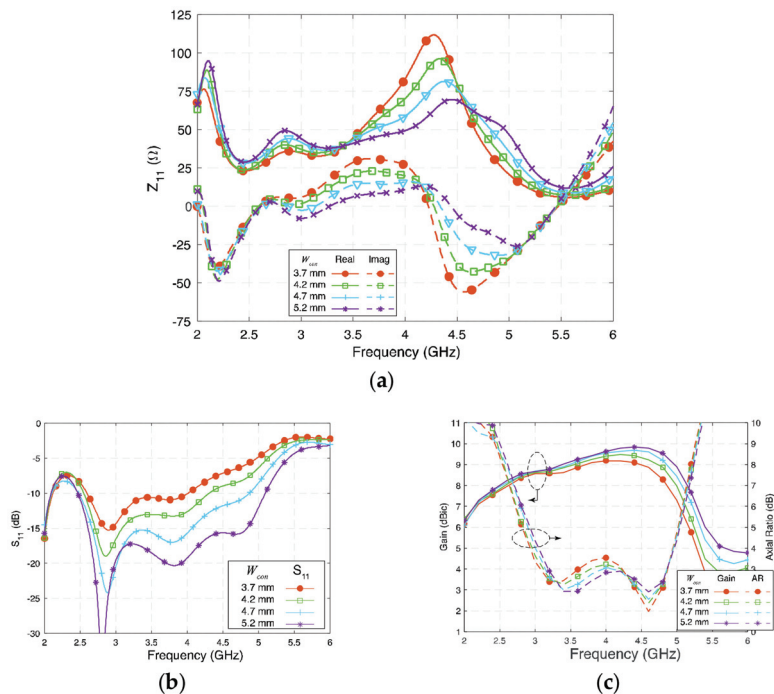 125
100
75
50
25
0
-25
-50
-75
Z11 (Ω)
Wcon Real Imag
3.7 mm
4.2 mm
4.7 mm
5.2 mm
2 2.5 3 3.5 4 4.5 5 5.5 6
Frequency (GHz)
(a)
0
-5
-10
-15
-20
-25
-30
S11 (dB)
Wcon S11
3.7 mm
4.2 mm
4.7 mm
5.2 mm
2 2.5 3 3.5 4 4.5 5 5.5 6
Frequency (GHz)
(b)
11
10
9
8
7
6
5
4
3
2
1
Gain (dBic)
10
9
8
7
6
5
4
3
Axial Ratio (dB)
Wcon Gain AR
3.7 mm
4.2 mm
4.7 mm
5.2 mm
2 2.5 3 3.5 4 4.5 5 5.5 6
Frequency (GHz)
(c)